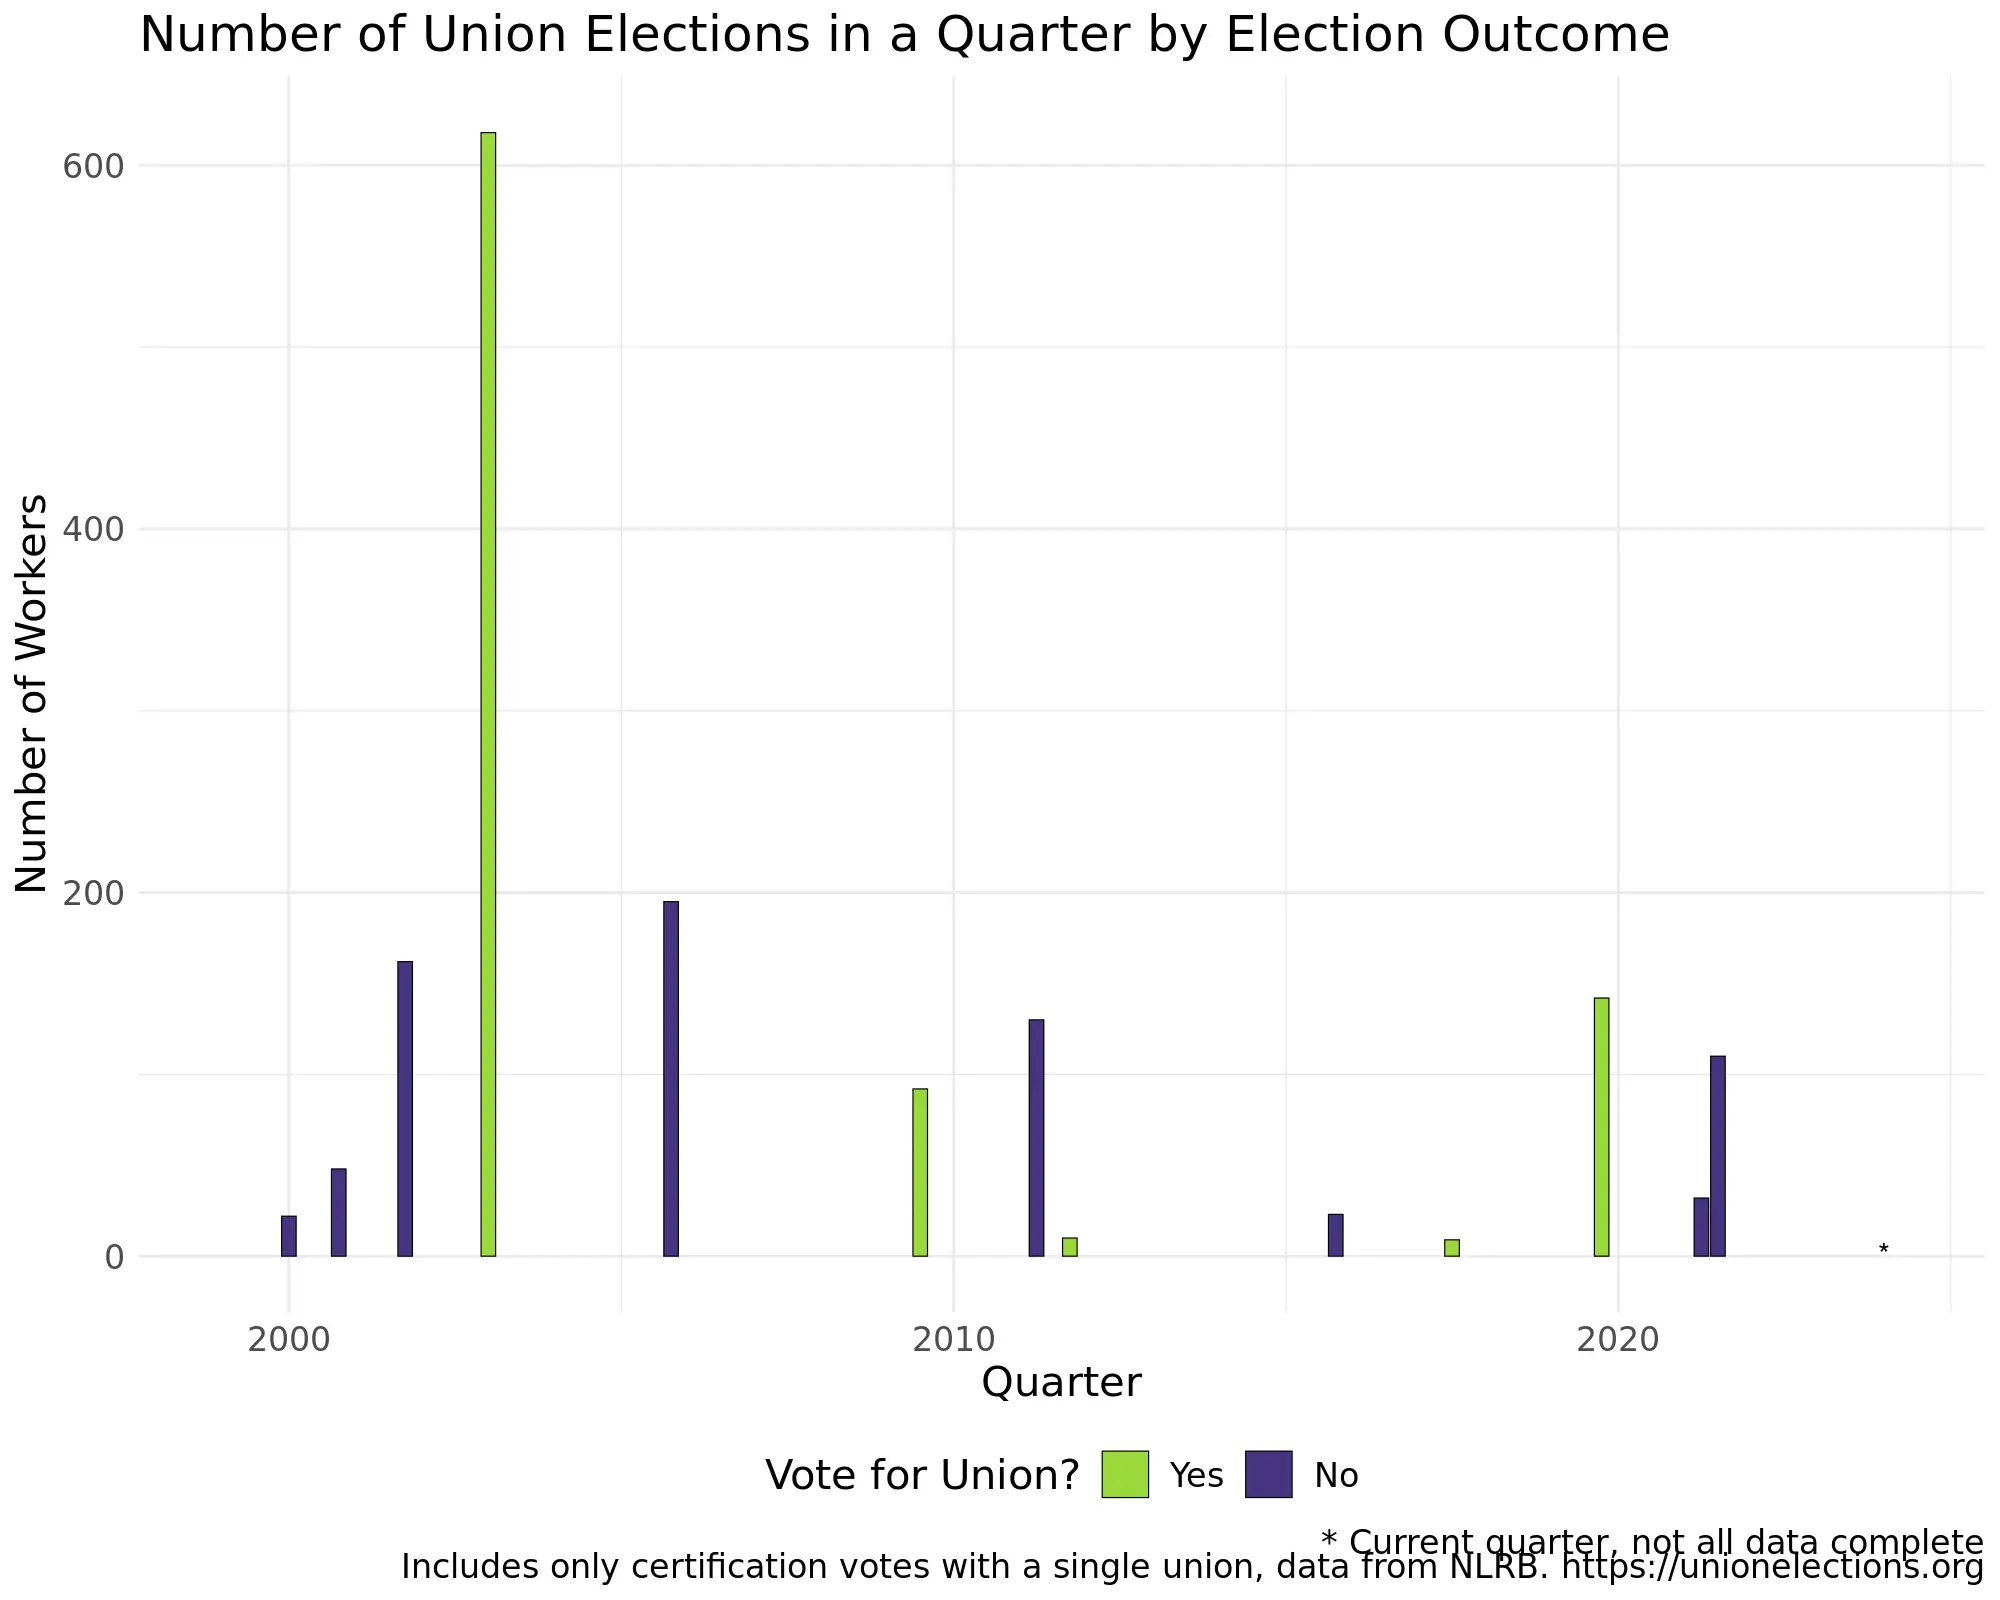 Number of Union Elections in a Quarter by Election Outcome
Number of Workers
600
400
200
0
*
2000
2010
2020
Quarter
Vote for Union?
Yes
No
* Current quarter, not all data complete
Includes only certification votes with a single union, data from NLRB. https://unionelections.org